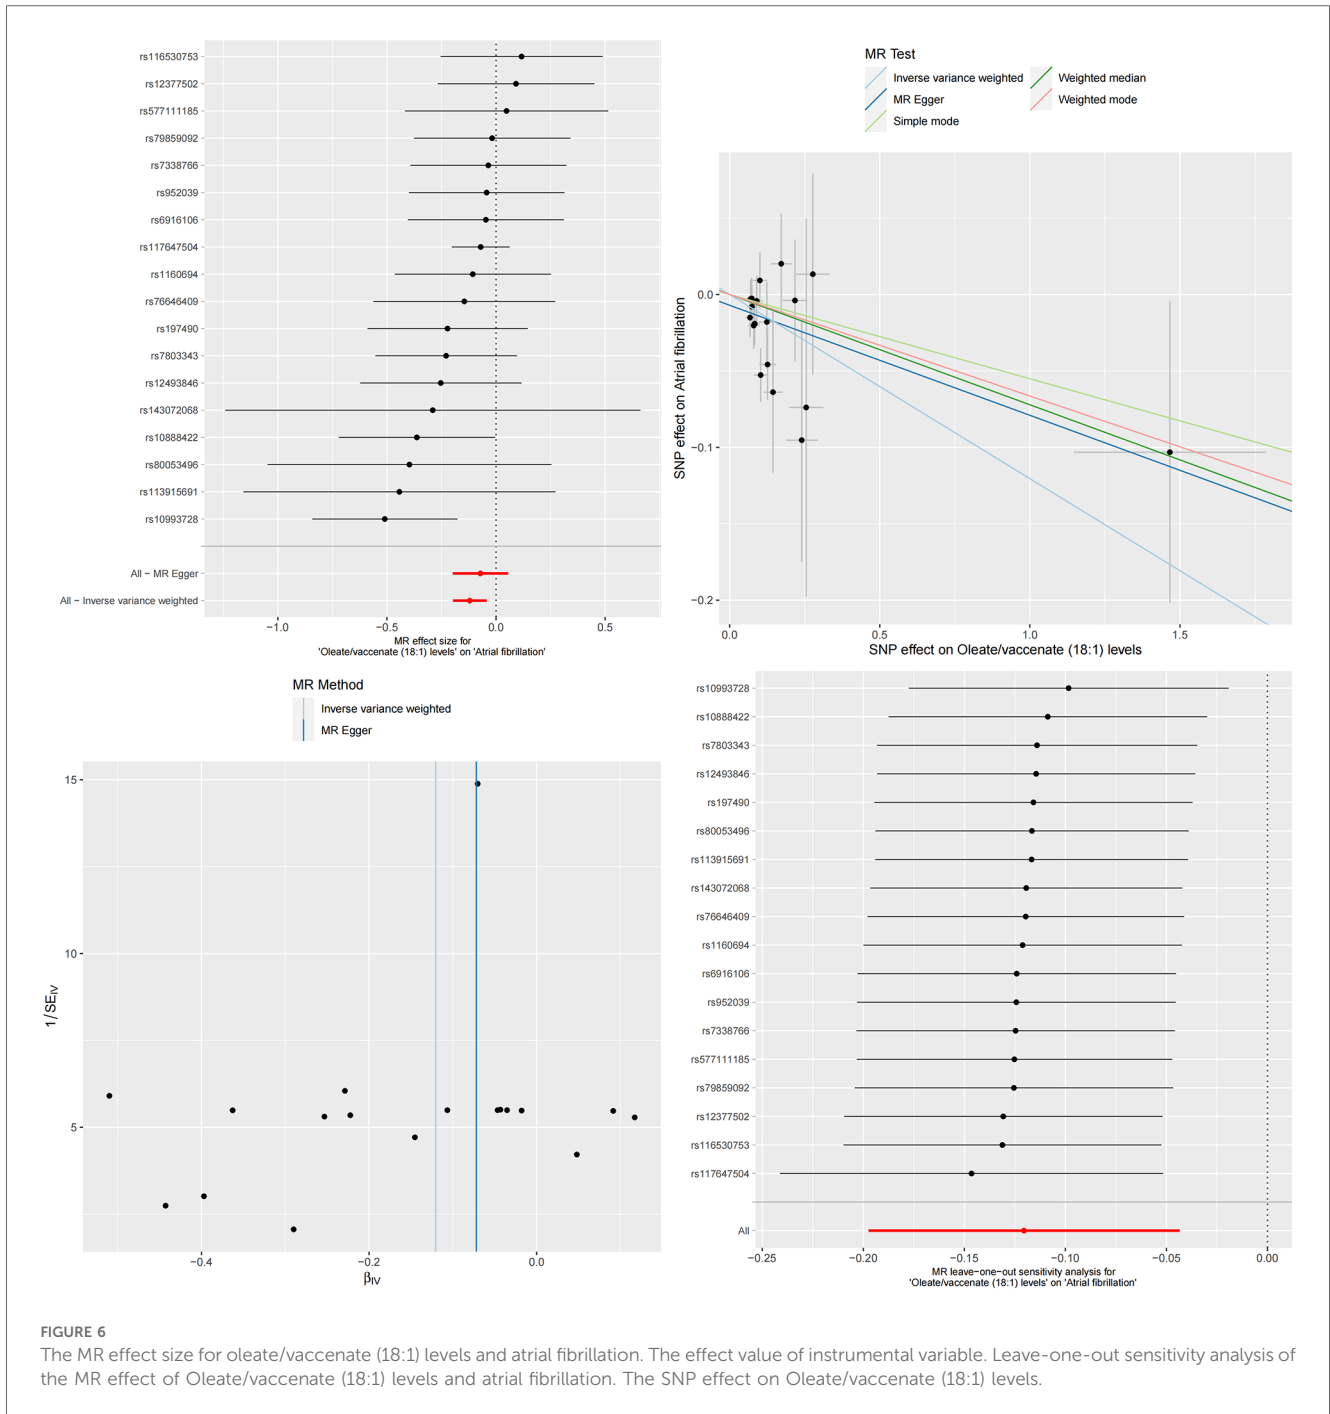 rs116530753
rs12377502
rs577111185
rs79859092
rs7338766
rs952039
rs6916106
rs117647504
rs1160694
rs76646409
rs197490
rs7803343
rs12493846
rs143072068
rs10888422
rs80053496
rs113915691
rs10993728
All − MR Egger
All − Inverse variance weighted
−1.0 −0.5 0.0 0.5
MR effect size for
'Oleate/vaccenate (18:1) levels' on 'Atrial fibrillation'
MR Test
Inverse variance weighted
MR Egger
Simple mode
Weighted median
Weighted mode
SNP effect on Atrial fibrillation
0.0
−0.1
−0.2
0.0 0.5 1.0 1.5
SNP effect on Oleate/vaccenate (18:1) levels
MR Method
Inverse variance weighted
MR Egger
1/SE_IV
15
10
5
−0.4 −0.2 0.0
β_IV
rs10993728
rs10888422
rs7803343
rs12493846
rs197490
rs80053496
rs113915691
rs143072068
rs76646409
rs1160694
rs6916106
rs952039
rs7338766
rs577111185
rs79859092
rs12377502
rs116530753
rs117647504
All
−0.25 −0.20 −0.15 −0.10 −0.05 0.00
MR leave−one−out sensitivity analysis for
'Oleate/vaccenate (18:1) levels' on 'Atrial fibrillation'
FIGURE 6
The MR effect size for oleate/vaccenate (18:1) levels and atrial fibrillation. The effect value of instrumental variable. Leave-one-out sensitivity analysis of
the MR effect of Oleate/vaccenate (18:1) levels and atrial fibrillation. The SNP effect on Oleate/vaccenate (18:1) levels.